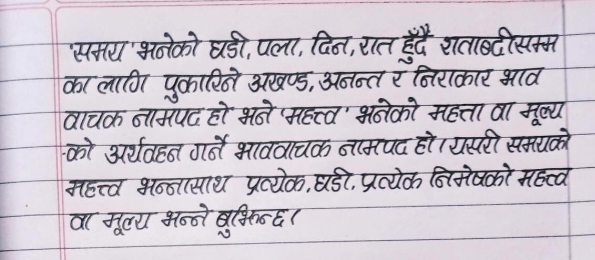 'समय' भनेको घडी, पला, दिन, रात हुँदै शताब्दीसम्म
का लागि पुकारिने अखण्ड, अनन्त र निराकार भाव
वाचक नामपद हो भने 'महत्त्व' भनेको महत्ता वा मूल्य
-को अर्थवहन गर्ने भाववाचक नामपद हो। यसरी समयको
महत्त्व भन्नासाथ प्रत्येक, घडी, प्रत्येक निमेषको महत्त्व
वा मूल्य भन्ने बुझिन्छ।